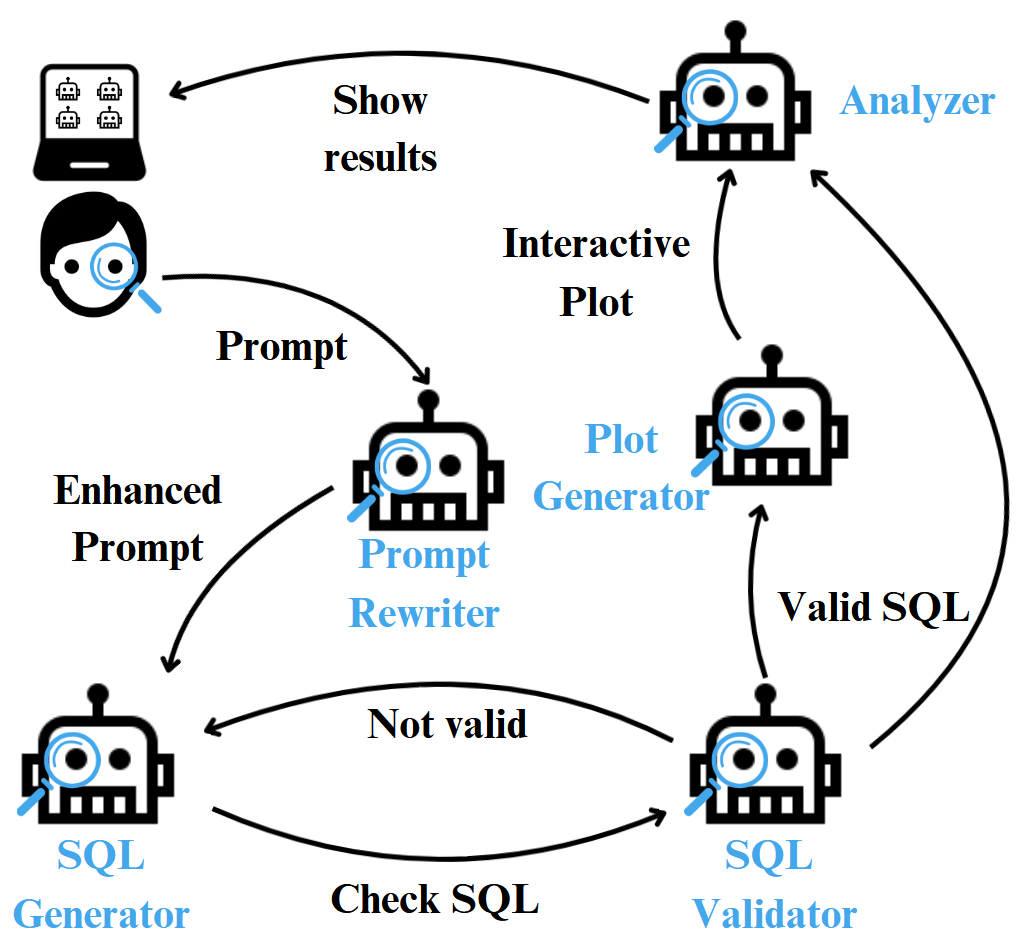 Analyzer
Show
results
Interactive
Plot
Prompt
Plot
Generator
Enhanced
Prompt
Prompt
Rewriter
Valid SQL
Not valid
SQL
Generator
Check SQL
SQL
Validator